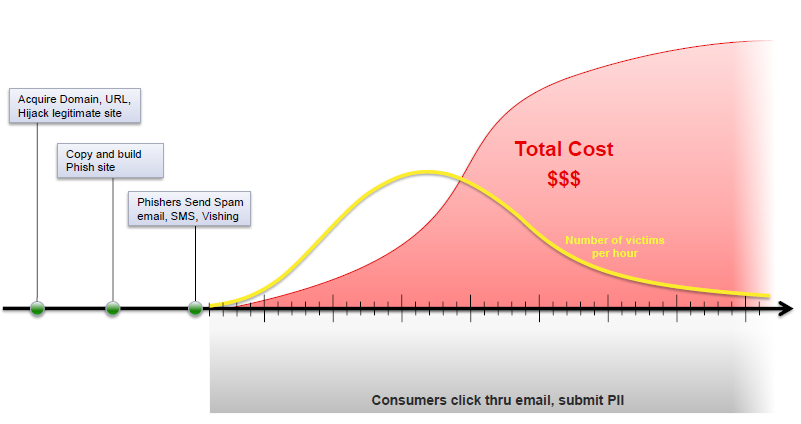 Acquire Domain, URL,
Hijack legitimate site
Copy and build
Phish site
Phishers Send Spam
email, SMS, Vishing
Total Cost
$$$
Number of victims
per hour
Consumers click thru email, submit PII